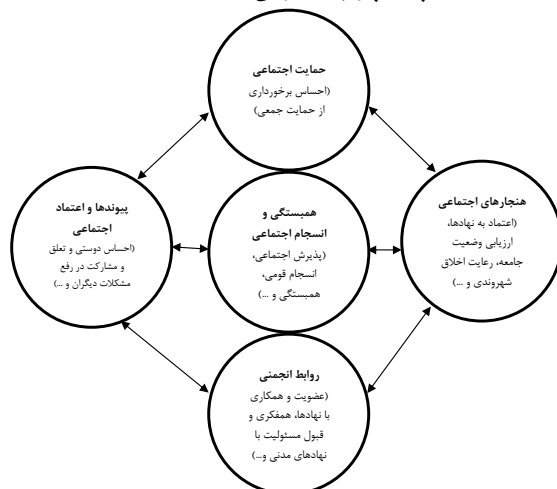 حمایت اجتماعی
(احساس برخورداری
از حمایت جمعی)
هنجارهای اجتماعی
(اعتماد به نهادها،
ارزیابی وضعیت
جامعه، رعایت اخلاق
شهروندی و ...)
همبستگی و
انسجام اجتماعی
(پذیرش اجتماعی،
انسجام قومی،
همبستگی و ...)
پیوندها و اعتماد
اجتماعی
(احساس دوستی و تعلق
و مشارکت در رفع
مشکلات دیگران و ...)
روابط انجمنی
(عضویت و همکاری
با نهادها، همفکری و
قبول مسئولیت با
نهادهای مدنی و...)